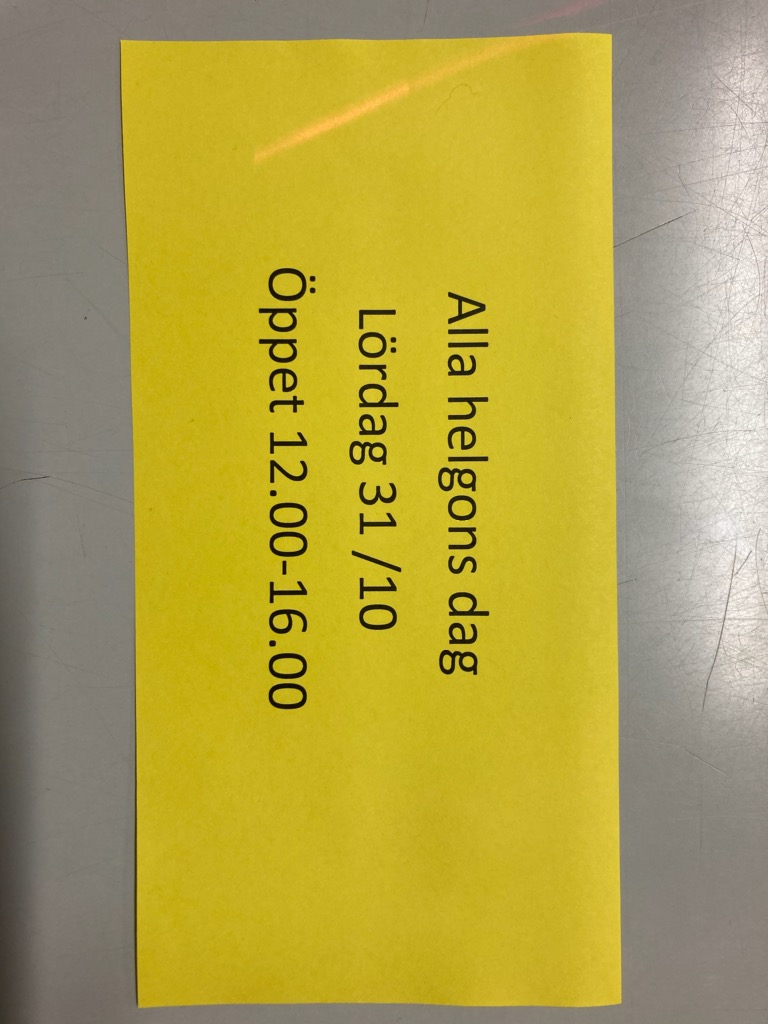 Alla helgons dag
Lördag 31 /10
Öppet 12.00-16.00